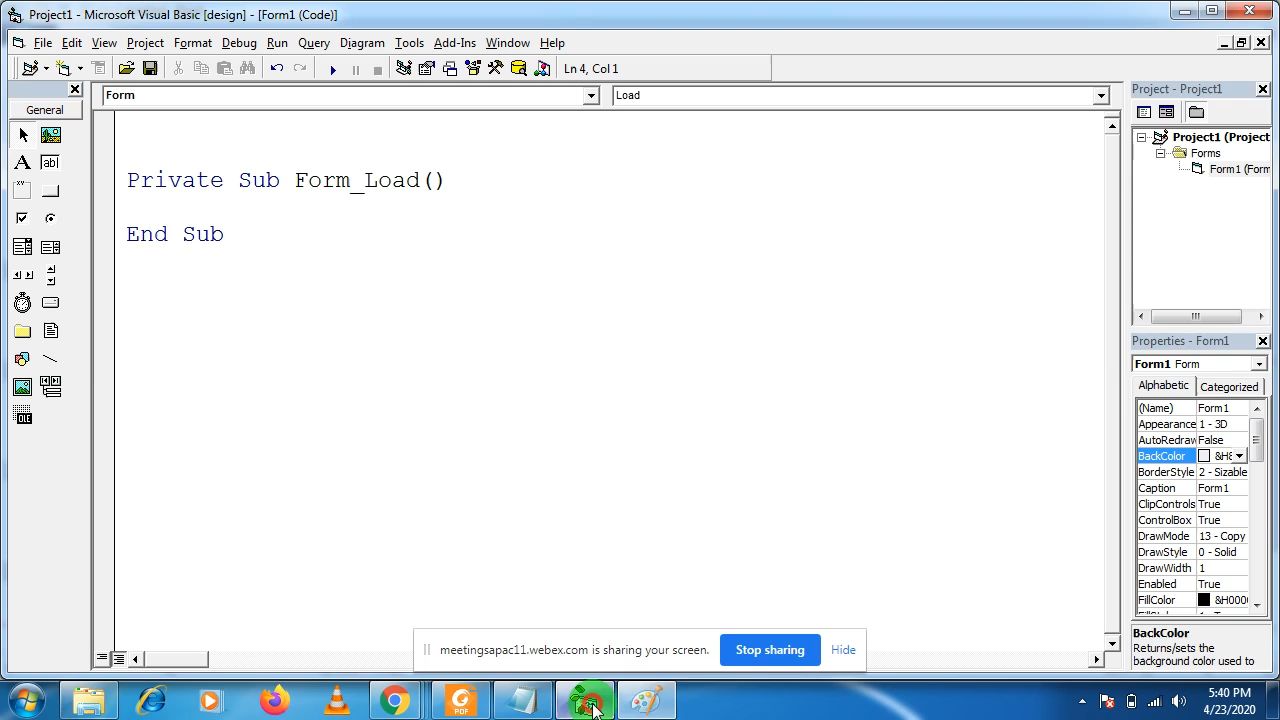 Project1 - Microsoft Visual Basic [design] - [Form1 (Code)]
File Edit View Project Format Debug Run Query Diagram Tools Add-Ins Window Help
Ln 4, Col 1
General
Form
Load
Private Sub Form_Load()
End Sub
Project - Project1
Project1 (Project
Forms
Form1 (Form
Properties - Form1
Form1 Form
Alphabetic Categorized
(Name) Form1
Appearance 1 - 3D
AutoRedraw False
BackColor &H8
BorderStyle 2 - Sizable
Caption Form1
ClipControls True
ControlBox True
DrawMode 13 - Copy
DrawStyle 0 - Solid
DrawWidth 1
Enabled True
FillColor &H000
BackColor
Returns/sets the
background color used to
meetingsapac11.webex.com is sharing your screen. Stop sharing Hide
PDF
5:40 PM
4/23/2020